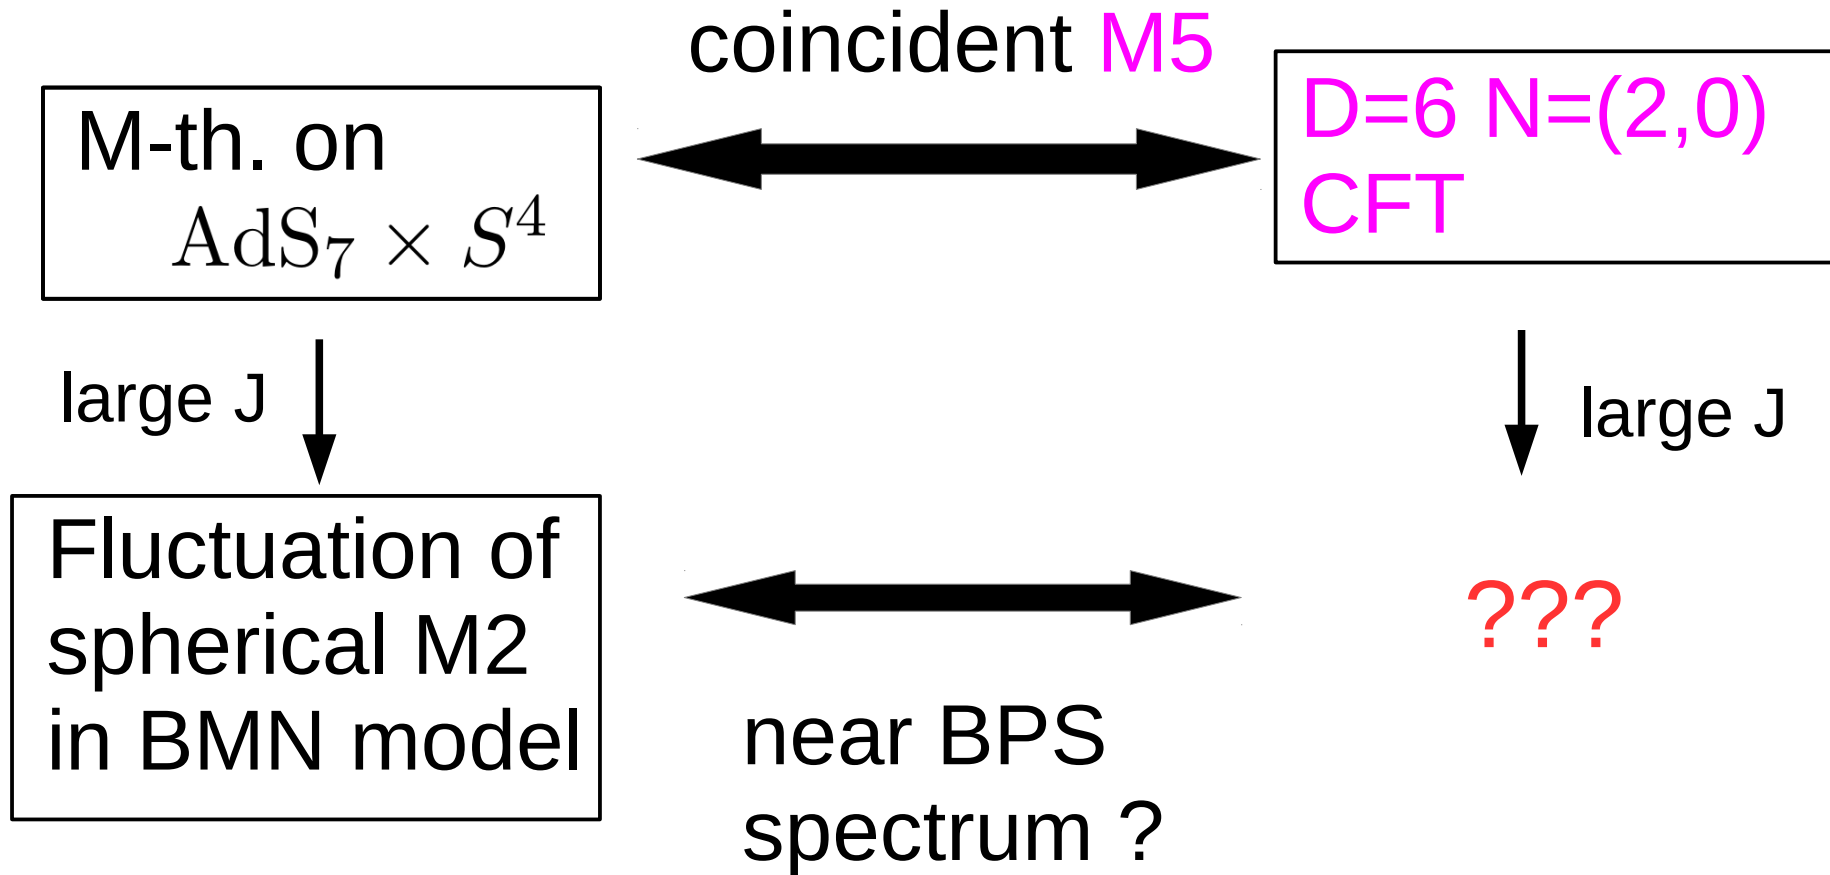 coincident M5
M-th. on
AdS₇ × S⁴
D=6 N=(2,0)
CFT
large J
large J
Fluctuation of
spherical M2
in BMN model
???
near BPS
spectrum ?